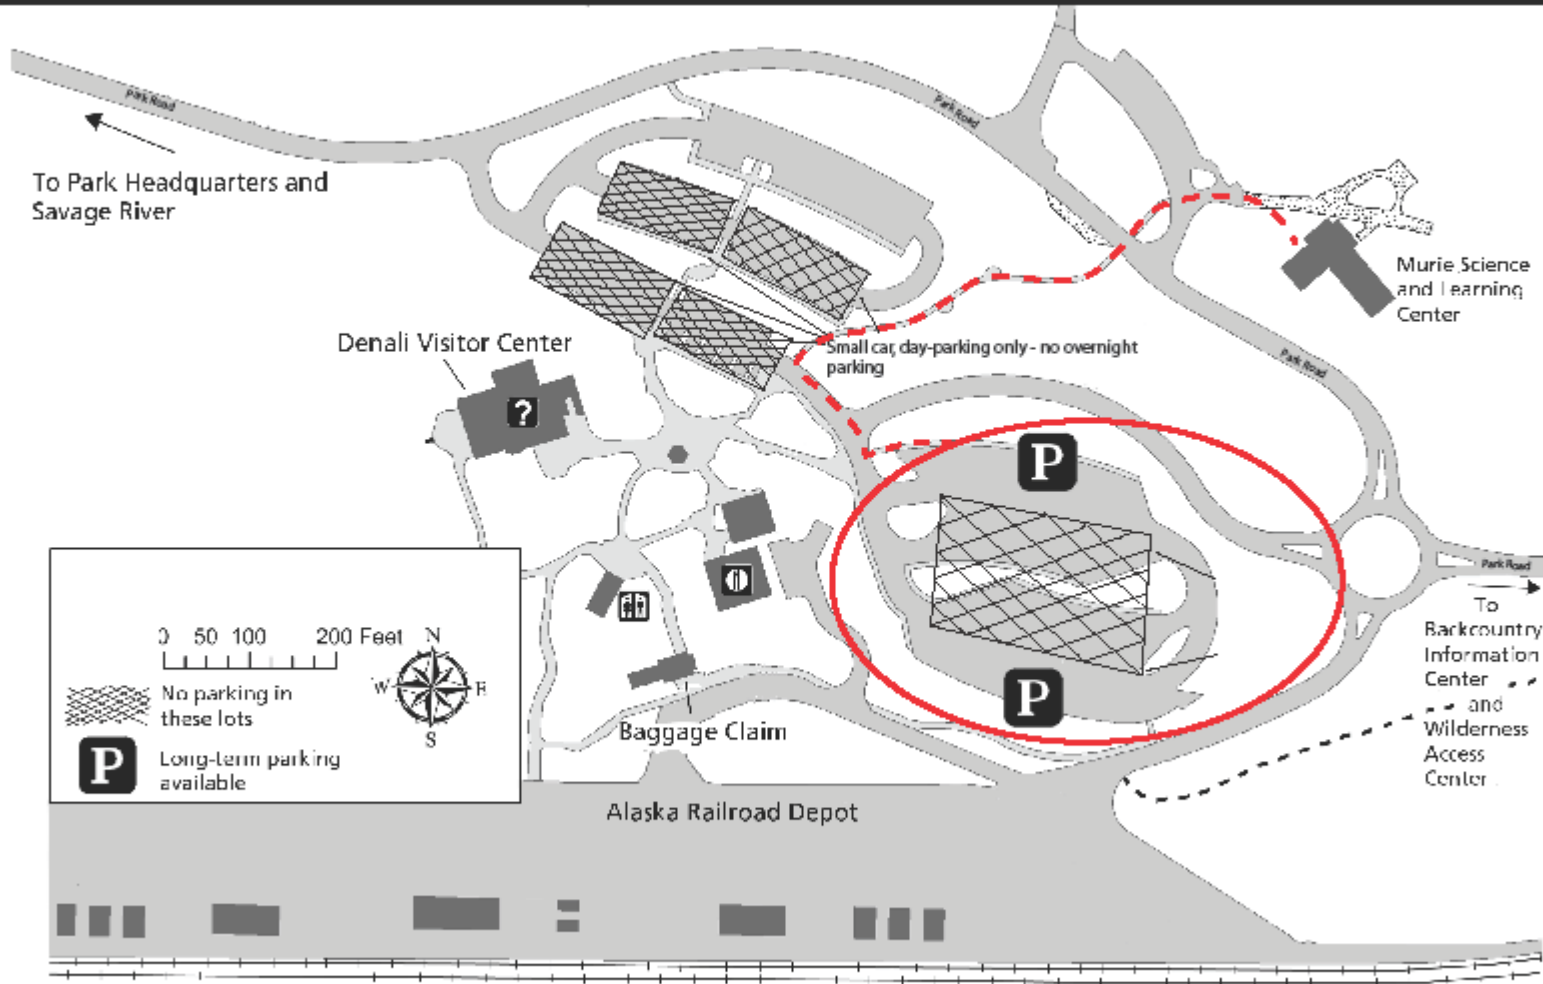 Park Road
Park Road
To Park Headquarters and
Savage River
Murie Science
and Learning
Center
Denali Visitor Center
Small car, day-parking only - no overnight
parking
Park Road
?
P
Park Road
To
Backcountry
Information
Center
and
Wilderness
Access
Center
0 50 100 200 Feet
N
W E
S
No parking in
these lots
P
Long-term parking
available
P
Baggage Claim
Alaska Railroad Depot